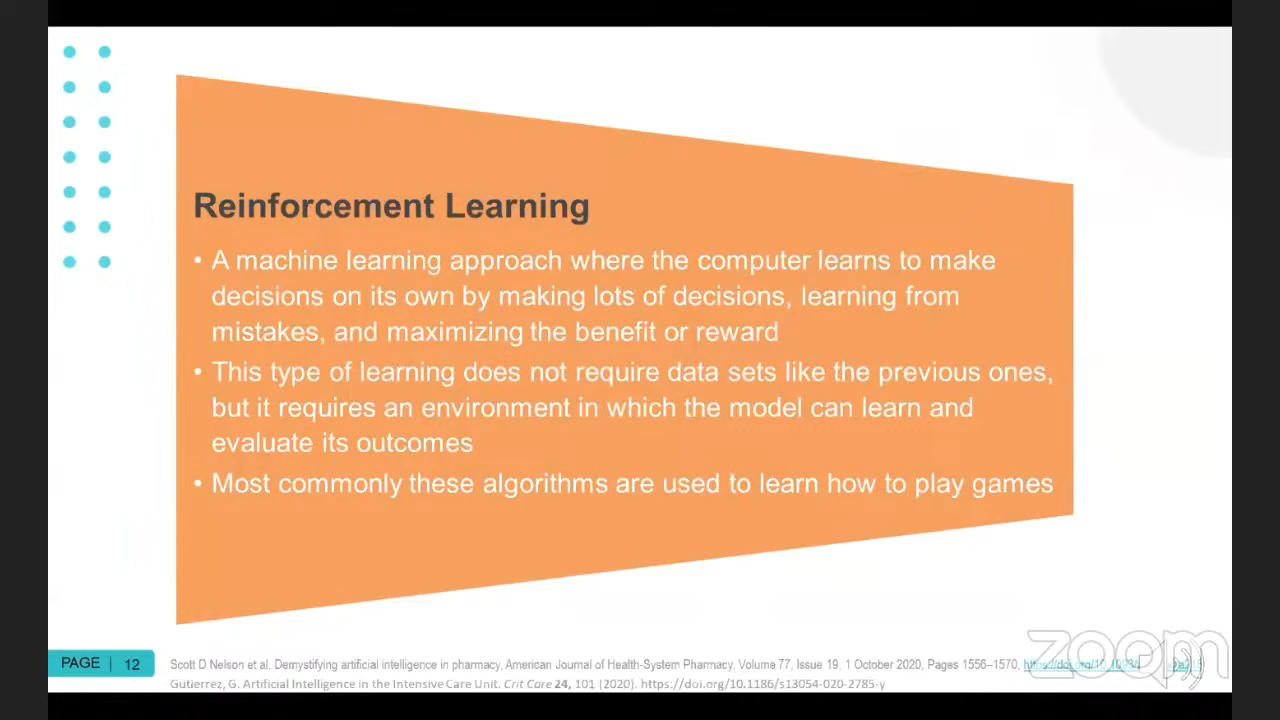 Reinforcement Learning
• A machine learning approach where the computer learns to make
decisions on its own by making lots of decisions, learning from
mistakes, and maximizing the benefit or reward
• This type of learning does not require data sets like the previous ones,
but it requires an environment in which the model can learn and
evaluate its outcomes
• Most commonly these algorithms are used to learn how to play games
PAGE | 12
Scott D Nelson et al. Demystifying artificial intelligence in pharmacy, American Journal of Health-System Pharmacy, Volume 77, Issue 19, 1 October 2020, Pages 1556–1570,
Gutierrez, G. Artificial Intelligence in the Intensive Care Unit. Crit Care 24, 101 (2020). https://doi.org/10.1186/s13054-020-2785-y
zoom